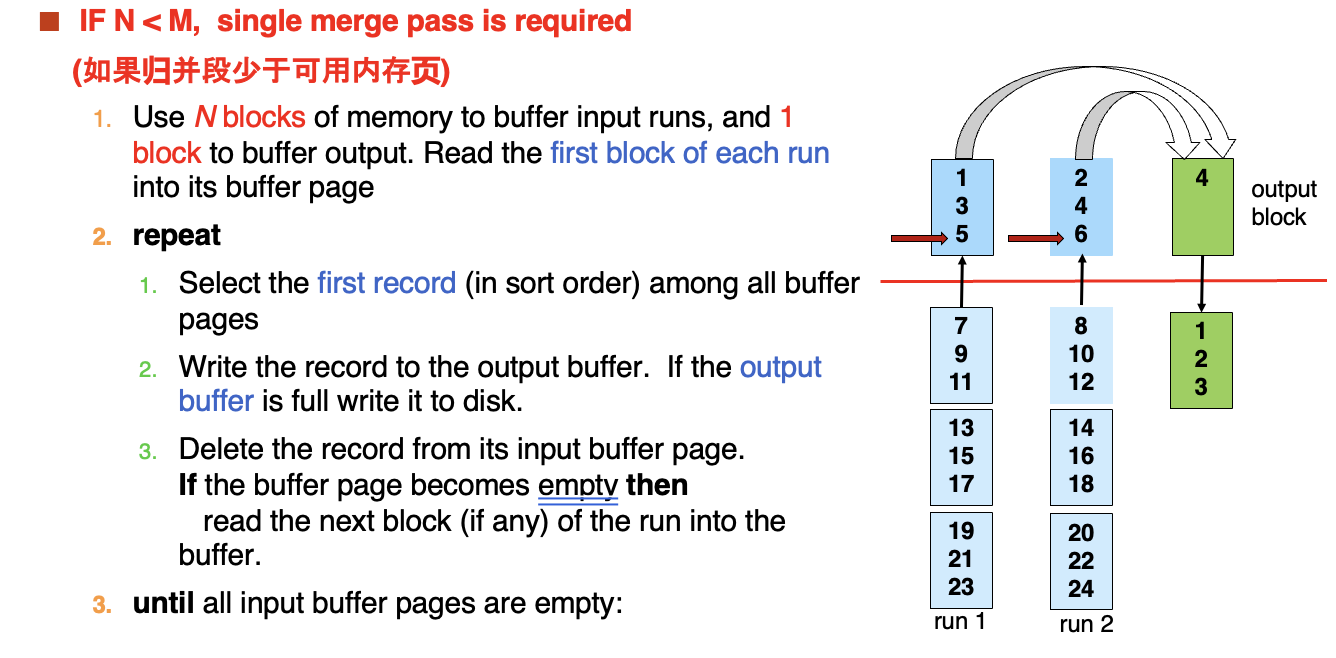 IF N < M, single merge pass is required
(如果归并段少于可用内存页)
1. Use N blocks of memory to buffer input runs, and 1
block to buffer output. Read the first block of each run
into its buffer page
2. repeat
1. Select the first record (in sort order) among all buffer
pages
2. Write the record to the output buffer. If the output
buffer is full write it to disk.
3. Delete the record from its input buffer page.
If the buffer page becomes empty then
read the next block (if any) of the run into the
buffer.
3. until all input buffer pages are empty:
1
3
5
7
9
11
13
15
17
19
21
23
run 1
2
4
6
8
10
12
14
16
18
20
22
24
run 2
4
output
block
1
2
3